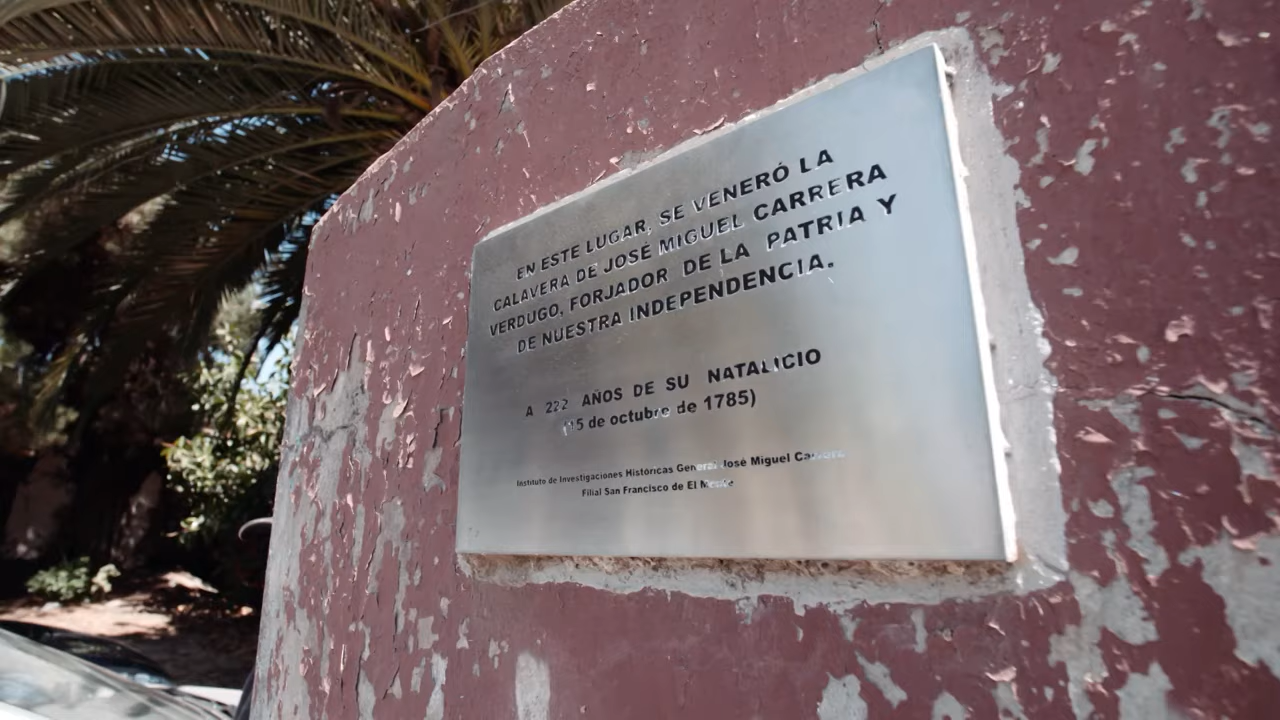 EN ESTE LUGAR, SE VENERÓ LA
CALAVERA DE JOSÉ MIGUEL CARRERA
VERDUGO, FORJADOR DE LA PATRIA Y
DE NUESTRA INDEPENDENCIA.
A 222 AÑOS DE SU NATALICIO
(15 de octubre de 1785)
Instituto de Investigaciones Históricas General José Miguel Carrera
Filial San Francisco de El Monte